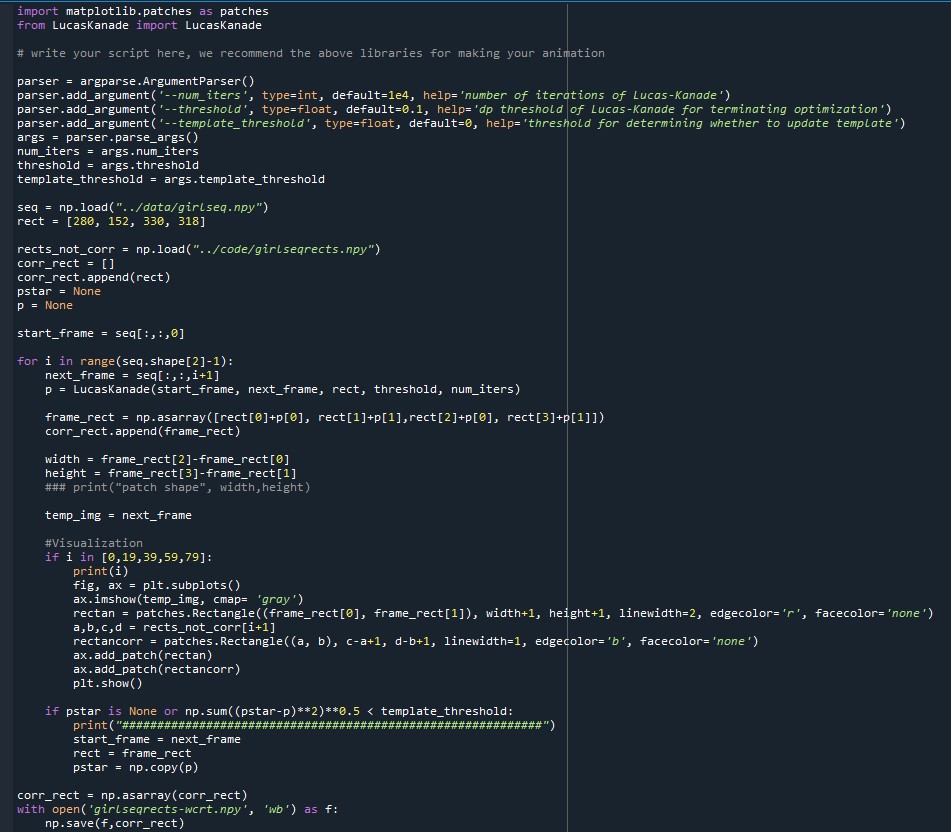 import matplotlib.patches as patches
from LucasKanade import LucasKanade
# write your script here, we recommend the above libraries for making your animation
parser = argparse.ArgumentParser()
parser.add_argument('--num_iters', type=int, default=1e4, help='number of iterations of Lucas-Kanade')
parser.add_argument('--threshold', type=float, default=0.1, help='dp threshold of Lucas-Kanade for terminating optimization')
parser.add_argument('--template_threshold', type=float, default=0, help='threshold for determining whether to update template')
args = parser.parse_args()
num_iters = args.num_iters
threshold = args.threshold
template_threshold = args.template_threshold
seq = np.load("../data/girlseq.npy")
rect = [280, 152, 330, 318]
rects_not_corr = np.load("../code/girlseqrects.npy")
corr_rect = []
corr_rect.append(rect)
pstar = None
p = None
start_frame = seq[:,:,0]
for i in range(seq.shape[2]-1):
    next_frame = seq[:,:,i+1]
    p = LucasKanade(start_frame, next_frame, rect, threshold, num_iters)
    frame_rect = np.asarray([rect[0]+p[0], rect[1]+p[1],rect[2]+p[0], rect[3]+p[1]])
    corr_rect.append(frame_rect)
    width = frame_rect[2]-frame_rect[0]
    height = frame_rect[3]-frame_rect[1]
    ### print("patch shape", width,height)
    temp_img = next_frame
    #Visualization
    if i in [0,19,39,59,79]:
        print(i)
        fig, ax = plt.subplots()
        ax.imshow(temp_img, cmap= 'gray')
        rectan = patches.Rectangle((frame_rect[0], frame_rect[1]), width+1, height+1, linewidth=2, edgecolor='r', facecolor='none')
        a,b,c,d = rects_not_corr[i+1]
        rectancorr = patches.Rectangle((a, b), c-a+1, d-b+1, linewidth=1, edgecolor='b', facecolor='none')
        ax.add_patch(rectan)
        ax.add_patch(rectancorr)
        plt.show()
    if pstar is None or np.sum((pstar-p)**2)**0.5 < template_threshold:
        print("############################################################")
        start_frame = next_frame
        rect = frame_rect
        pstar = np.copy(p)
corr_rect = np.asarray(corr_rect)
with open('girlseqrects-wcrt.npy', 'wb') as f:
    np.save(f,corr_rect)